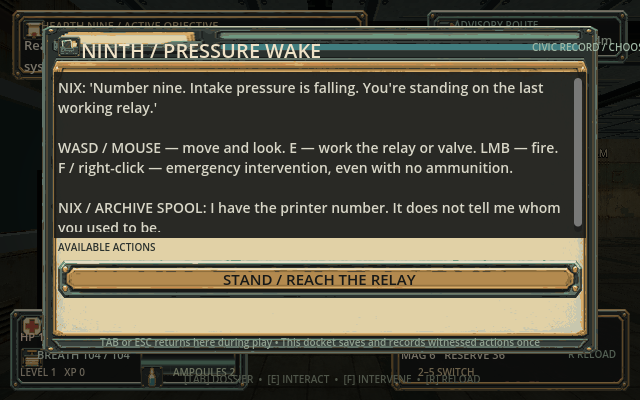 HEARTH NINE / ACTIVE OBJECTIVE
ADVISORY ROUTE
NINTH / PRESSURE WAKE
CIVIC RECORD / CHOOS
NIX: 'Number nine. Intake pressure is falling. You're standing on the last
working relay.'
WASD / MOUSE — move and look. E — work the relay or valve. LMB — fire.
F / right-click — emergency intervention, even with no ammunition.
NIX / ARCHIVE SPOOL: I have the printer number. It does not tell me whom
you used to be.
AVAILABLE ACTIONS
STAND / REACH THE RELAY
TAB or ESC returns here during play • This docket saves and records witnessed actions once
HP
BREATH 104 / 104
MAG 6 RESERVE 36
R RELOAD
LEVEL 1 XP 0
AMPOULES 2
2–5 SWITCH
[TAB] DOSSIER • [E] INTERACT • [F] INTERVENE • [R] RELOAD